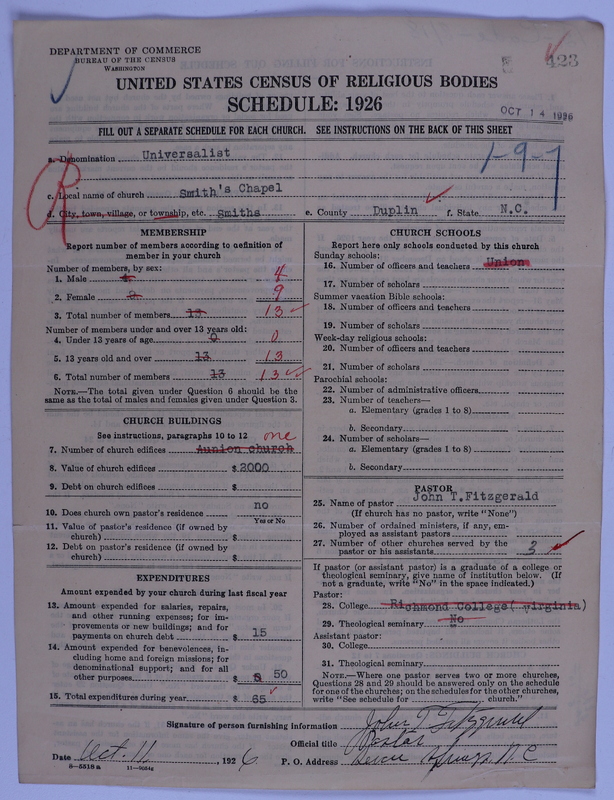 DEPARTMENT OF COMMERCE
BUREAU OF THE CENSUS
WASHINGTON
423
UNITED STATES CENSUS OF RELIGIOUS BODIES
SCHEDULE: 1926
OCT 14 1926
FILL OUT A SEPARATE SCHEDULE FOR EACH CHURCH. SEE INSTRUCTIONS ON THE BACK OF THIS SHEET
a. Denomination Universalist
1-9-7
R
c. Local name of church Smith's Chapel
d. City, town, village, or township, etc. Smiths e. County Duplin f. State N.C.
MEMBERSHIP
Report number of members according to definition of
member in your church
Number of members, by sex:
1. Male 4 4
2. Female 9
3. Total number of members 13 13
Number of members under and over 13 years old:
4. Under 13 years of age 0 0
5. 13 years old and over 13 13
6. Total number of members 13 13
NOTE.—The total given under Question 6 should be
same as the total of males and females given under Question 3.
CHURCH BUILDINGS
See instructions, paragraphs 10 to 12 one
7. Number of church edifices Aunion church
8. Value of church edifices $2000
9. Debt on church edifices $
10. Does church own pastor's residence? no
Yes or No
11. Value of pastor's residence (if owned by
church) $
12. Debt on pastor's residence (if owned by
church) $
EXPENDITURES
Amount expended by your church during last fiscal year
13. Amount expended for salaries, repairs,
and other running expenses; for im-
provements or new buildings; and for
payments on church debt $ 15
14. Amount expended for benevolences, in-
cluding home and foreign missions; for
denominational support; and for all
other purposes $ 50
15. Total expenditures during year $ 65
CHURCH SCHOOLS
Report here only schools conducted by this church
Sunday schools:
16. Number of officers and teachers Union
17. Number of scholars
Summer vacation Bible schools:
18. Number of officers and teachers
19. Number of scholars
Week-day religious schools:
20. Number of officers and teachers
21. Number of scholars
Parochial schools:
22. Number of administrative officers
23. Number of teachers—
a. Elementary (grades 1 to 8)
b. Secondary
24. Number of scholars—
a. Elementary (grades 1 to 8)
b. Secondary
PASTOR
25. Name of pastor John T.Fitzgerald
(If church has no pastor, write "None")
26. Number of ordained ministers, if any, em-
ployed as assistant pastors
27. Number of other churches served by the
pastor or his assistants 3
If pastor (or assistant pastor) is a graduate of a college or
theological seminary, give name of institution below. (If
not a graduate, write "No" in the space indicated.)
Pastor:
28. College Richmond College( virginia)
29. Theological seminary No
Assistant pastor:
30. College
31. Theological seminary
NOTE.—Where one pastor serves two or more churches,
Questions 28 and 29 should be answered only on the schedule
for one of the churches; on the schedules for the other churches,
write "See schedule for church."
Signature of person furnishing information John T Fitzgerald
Official title Pastor
Date Oct. 11, 1926 P. O. Address Springs, N.C
8-5518 a 11-9054